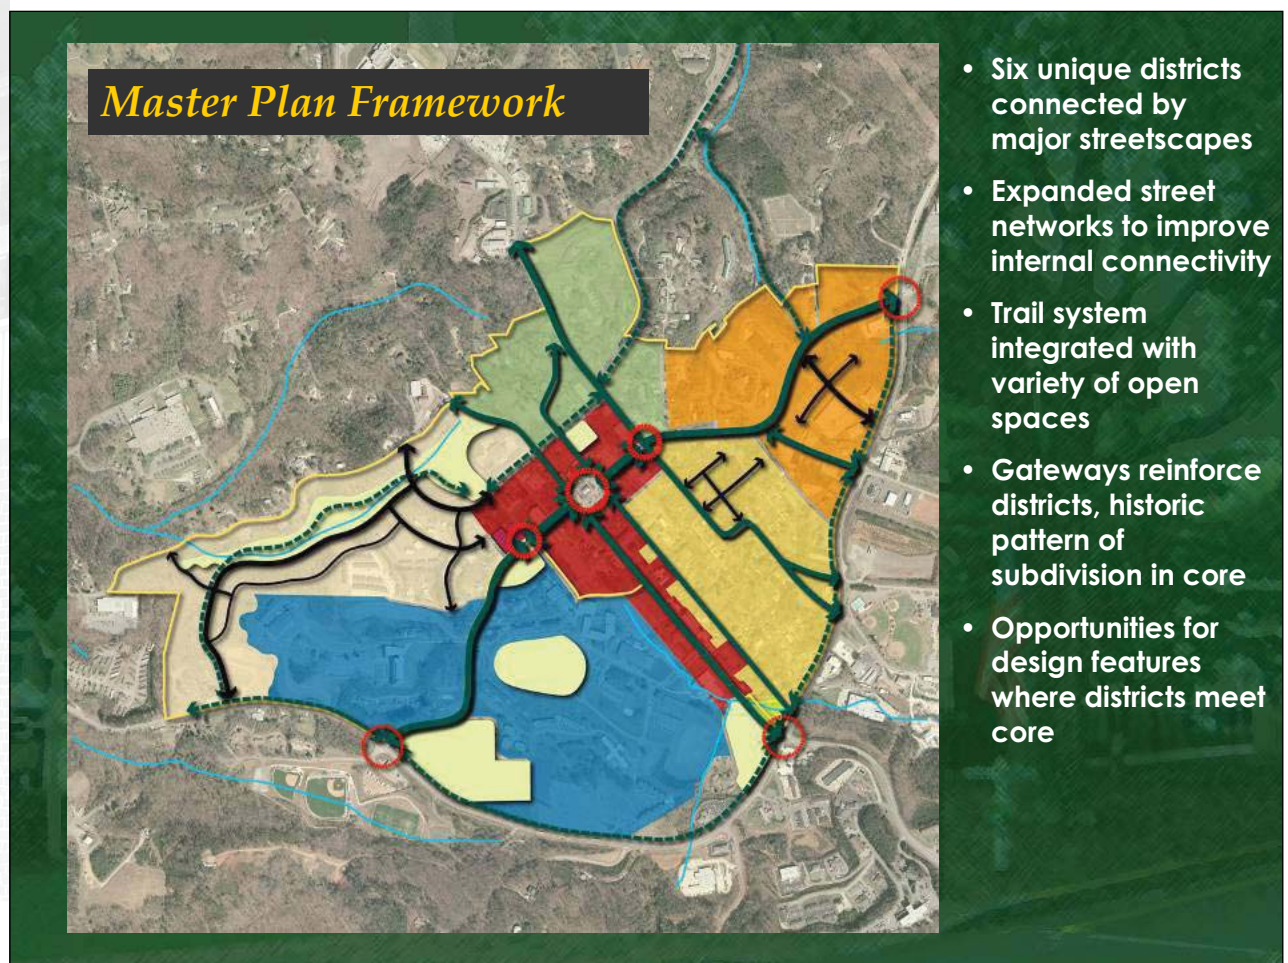 Master Plan Framework
• Six unique districts
connected by
major streetscapes
• Expanded street
networks to improve
internal connectivity
• Trail system
integrated with
variety of open
spaces
• Gateways reinforce
districts, historic
pattern of
subdivision in core
• Opportunities for
design features
where districts meet
core